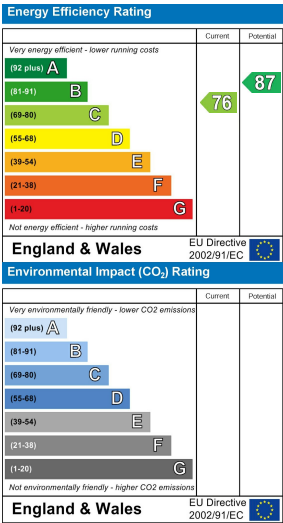 Energy Efficiency Rating
Current Potential
Very energy efficient - lower running costs
(92 plus) A
(81-91) B
(69-80) C
(55-68) D
(39-54) E
(21-38) F
(1-20) G
76
87
Not energy efficient - higher running costs
England & Wales
EU Directive
2002/91/EC
Environmental Impact (CO₂) Rating
Current Potential
Very environmentally friendly - lower CO2 emissions
(92 plus) A
(81-91) B
(69-80) C
(55-68) D
(39-54) E
(21-38) F
(1-20) G
Not environmentally friendly - higher CO2 emissions
England & Wales
EU Directive
2002/91/EC